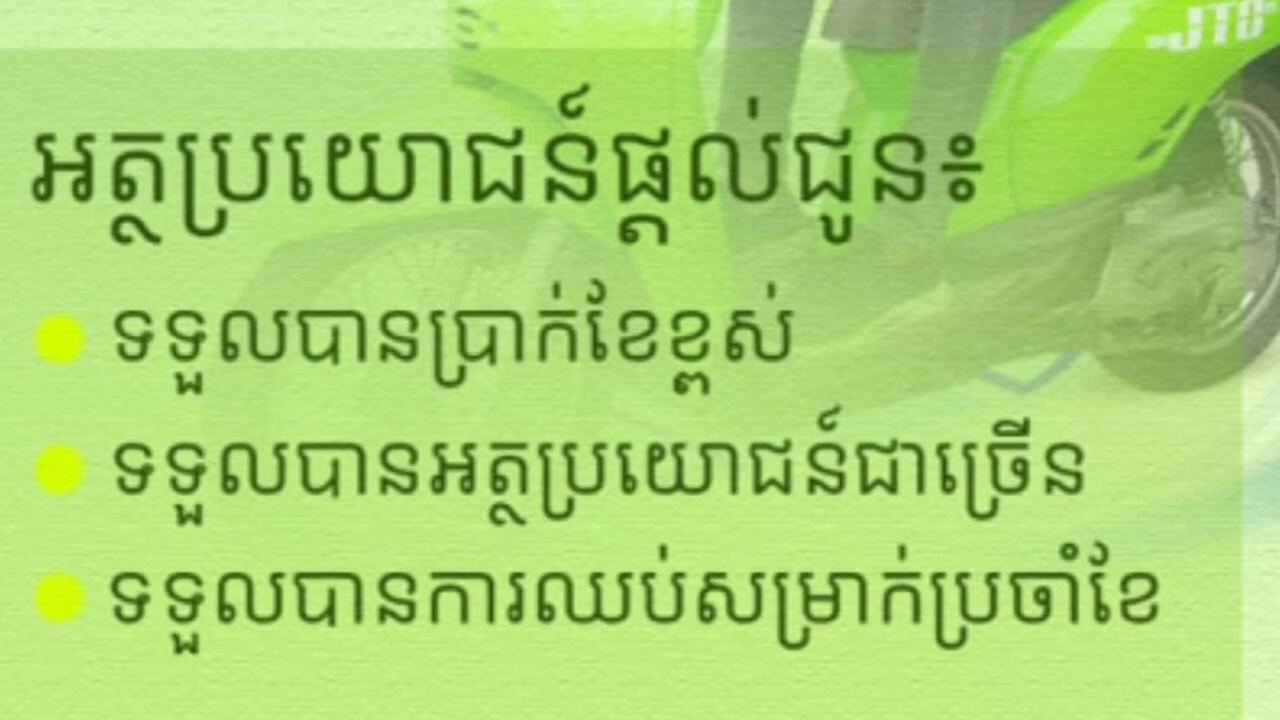 -JTO-
អត្ថប្រយោជន៍ផ្ដល់ជូន៖
ទទួលបានប្រាក់ខែខ្ពស់
ទទួលបានអត្ថប្រយោជន៍ជាច្រើន
ទទួលបានការឈប់សម្រាក់ប្រចាំខែ